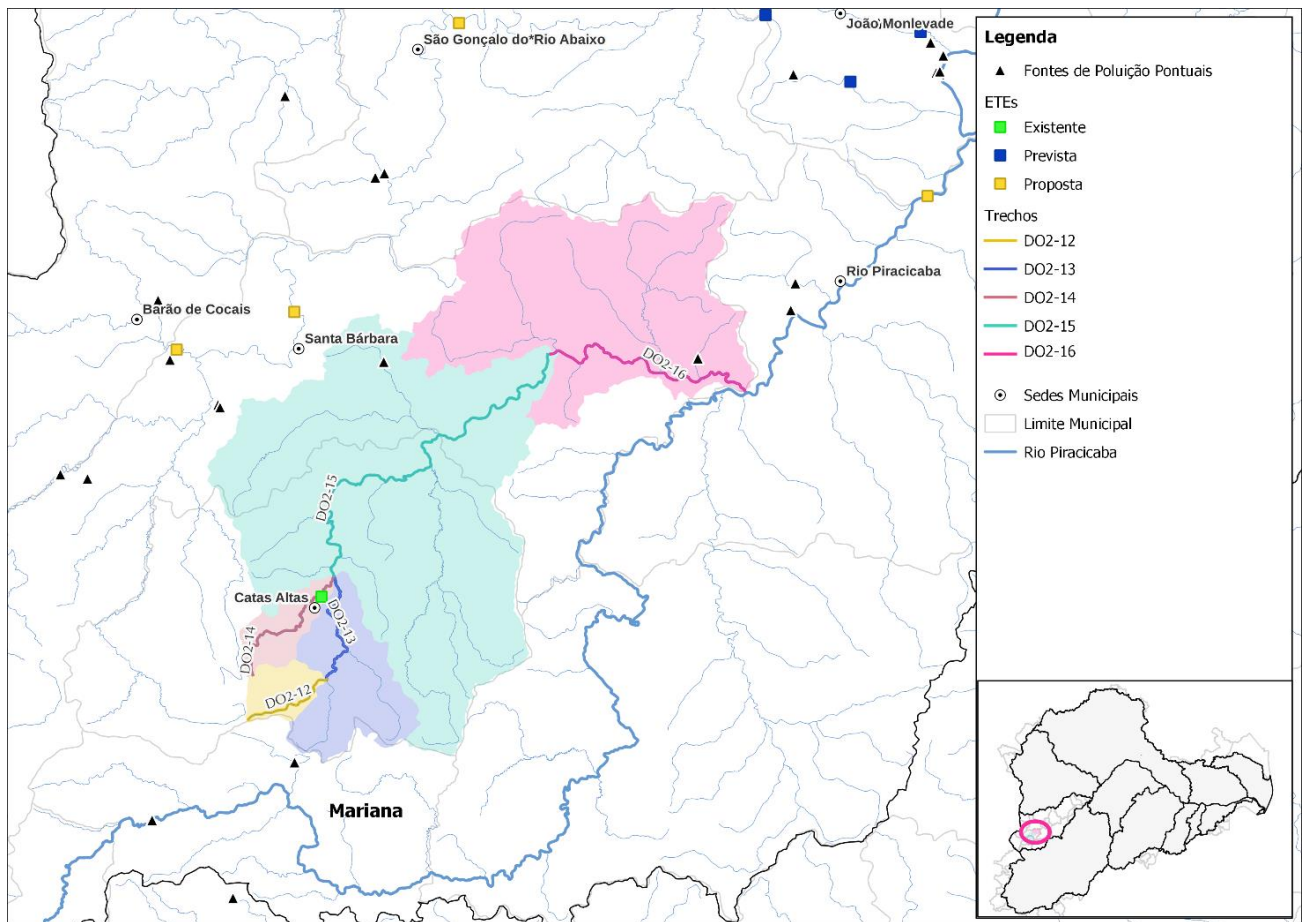 João Monlevade
São Gonçalo do Rio Abaixo
Rio Piracicaba
Barão de Cocais
Santa Bárbara
DO2-16
DO2-15
Catas Altas
DO2-13
DO2-14
DO2-12
Mariana
Legenda
Fontes de Poluição Pontuais
ETEs
Existente
Prevista
Proposta
Trechos
DO2-12
DO2-13
DO2-14
DO2-15
DO2-16
Sedes Municipais
Limite Municipal
Rio Piracicaba